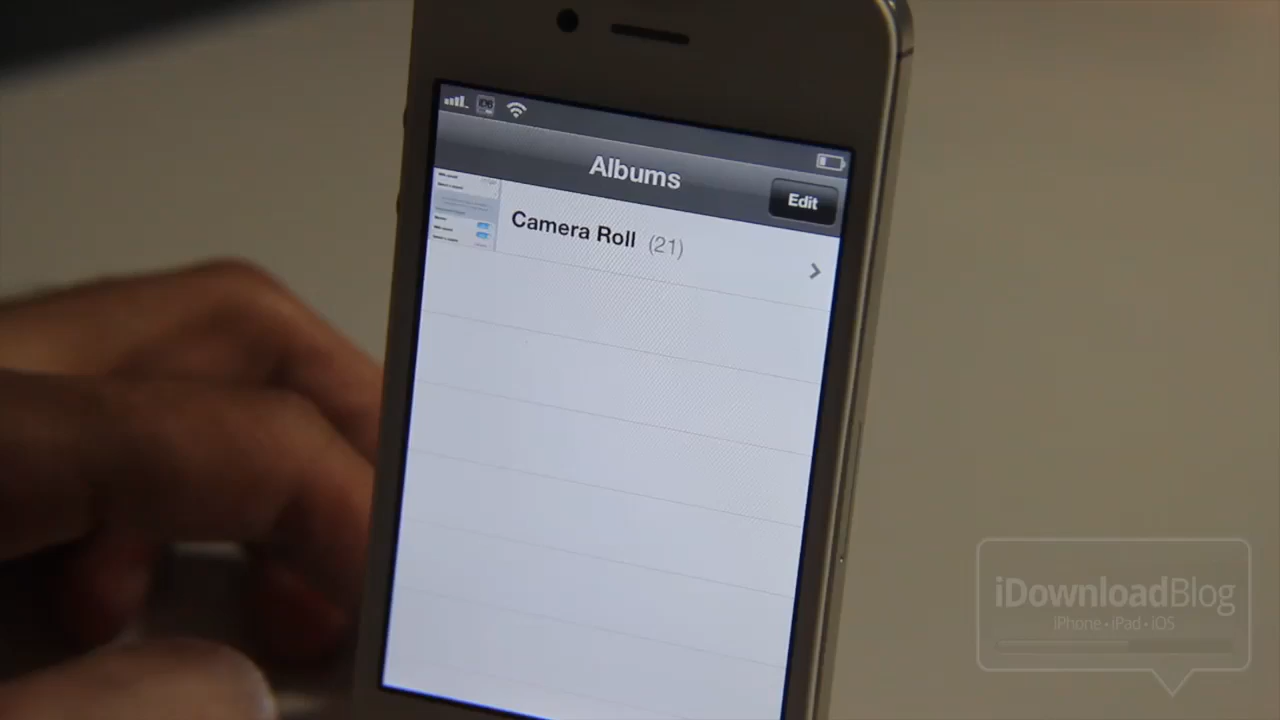 Albums
Edit
Camera Roll (21)
iDownloadBlog
iPhone • iPad • iOS